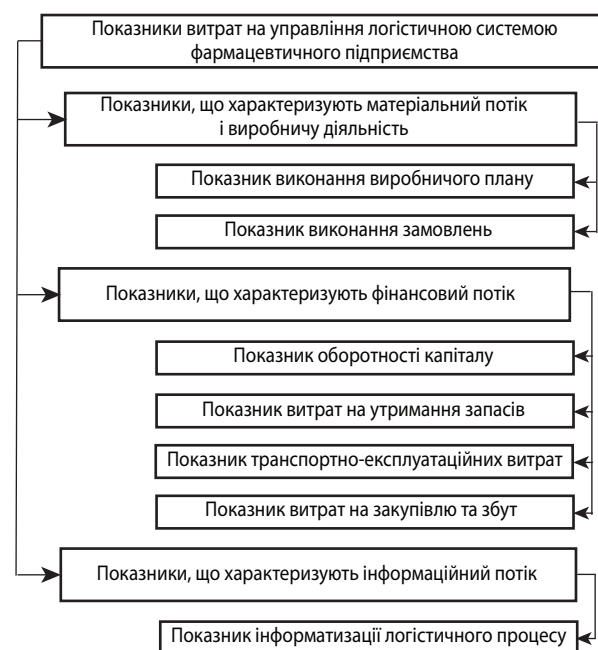 Показники витрат на управління логістичною системою
фармацевтичного підприємства
Показники, що характеризують матеріальний потік
і виробничу діяльність
Показник виконання виробничого плану
Показник виконання замовлень
Показники, що характеризують фінансовий потік
Показник оборотності капіталу
Показник витрат на утримання запасів
Показник транспортно-експлуатаційних витрат
Показник витрат на закупівлю та збут
Показники, що характеризують інформаційний потік
Показник інформатизації логістичного процесу